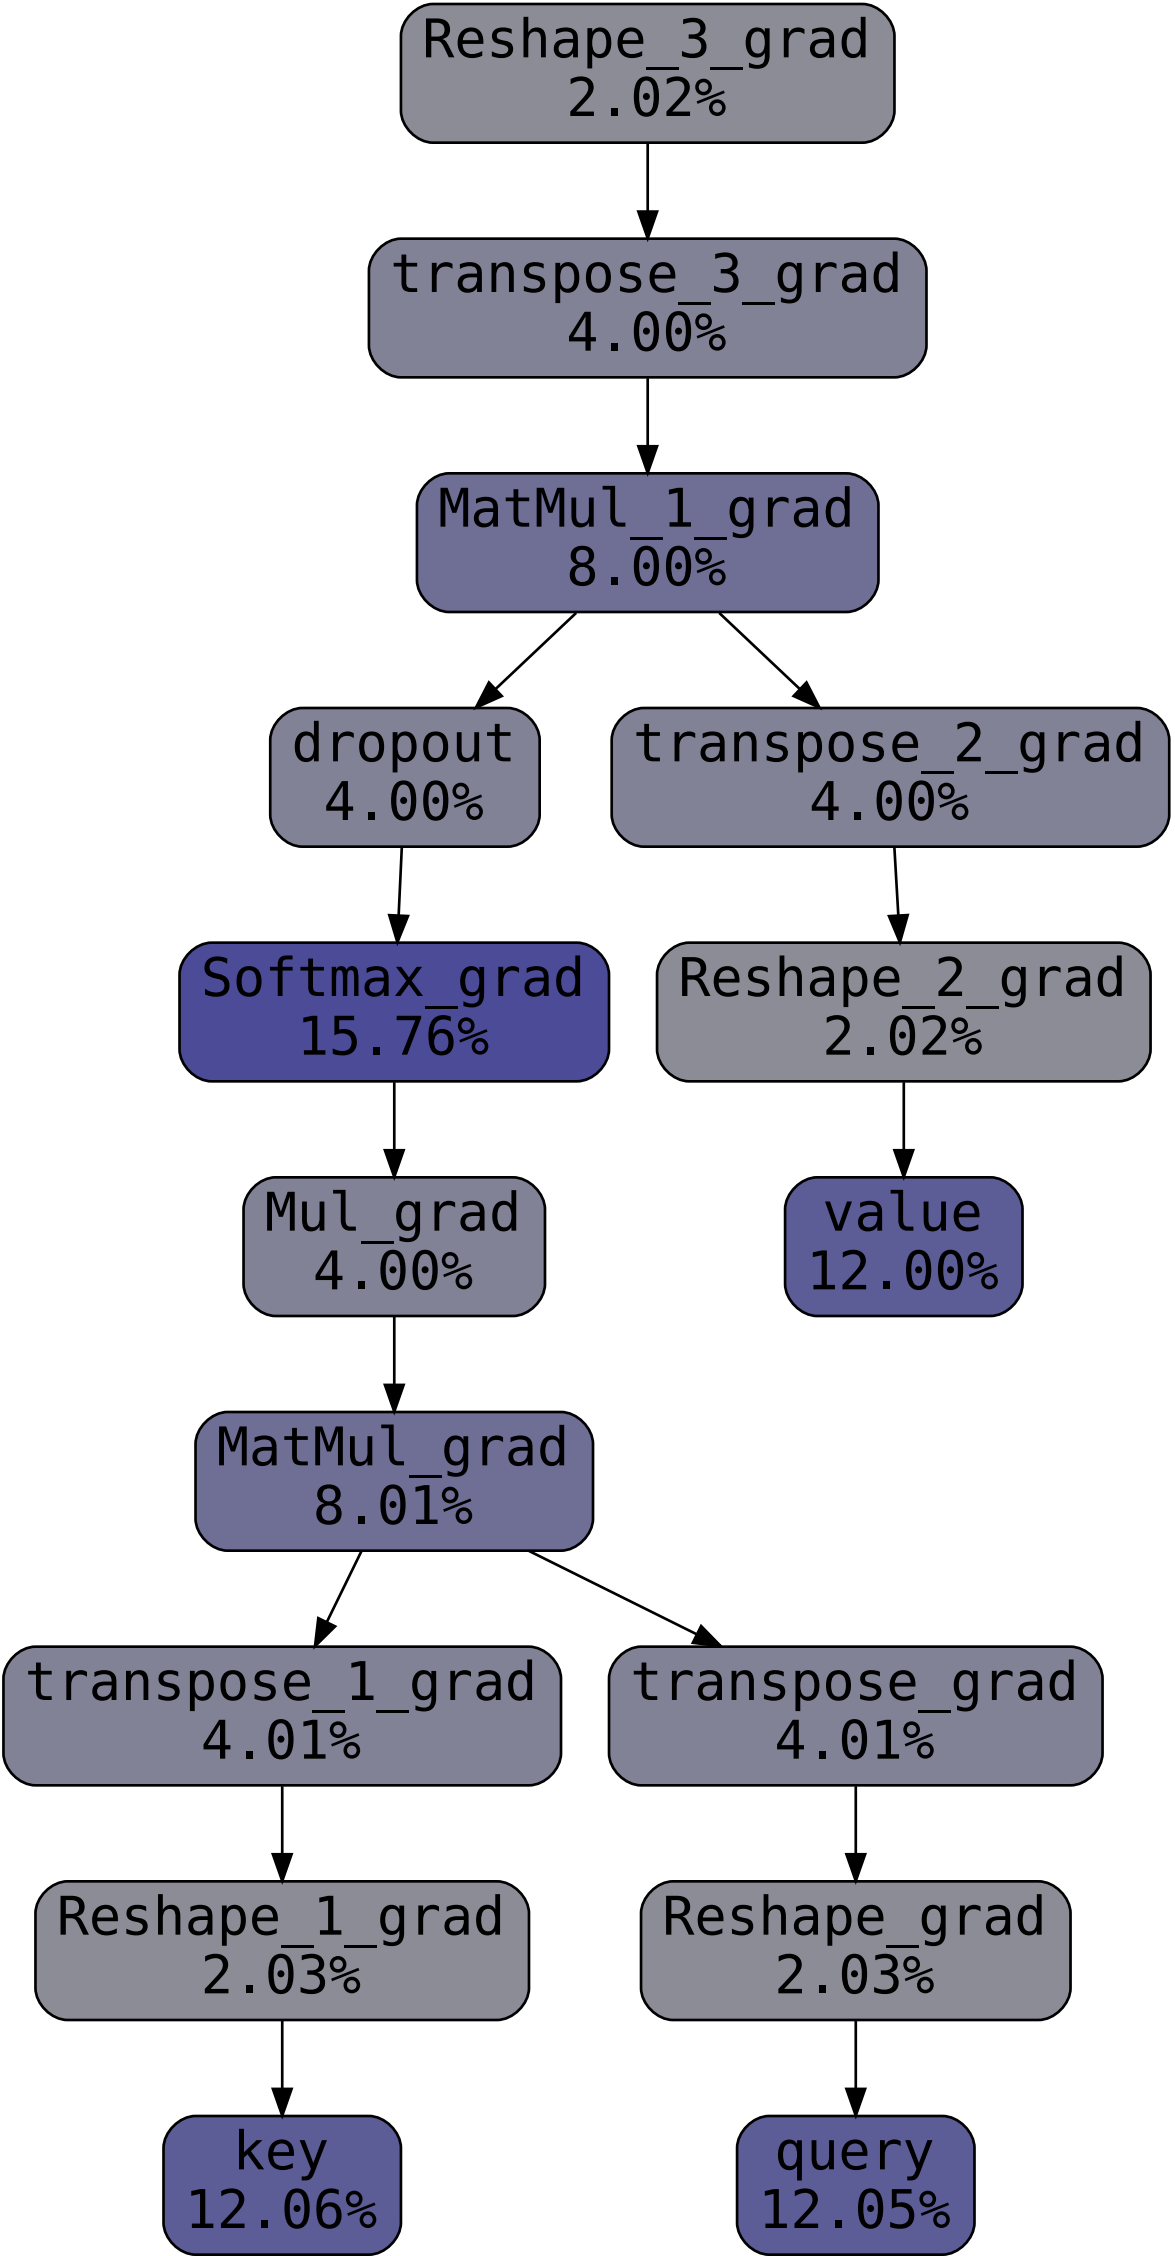 Reshape_3_grad
2.02%
transpose_3_grad
4.00%
MatMul_1_grad
8.00%
dropout
4.00%
transpose_2_grad
4.00%
Softmax_grad
15.76%
Reshape_2_grad
2.02%
Mul_grad
4.00%
value
12.00%
MatMul_grad
8.01%
transpose_1_grad
4.01%
transpose_grad
4.01%
Reshape_1_grad
2.03%
Reshape_grad
2.03%
key
12.06%
query
12.05%